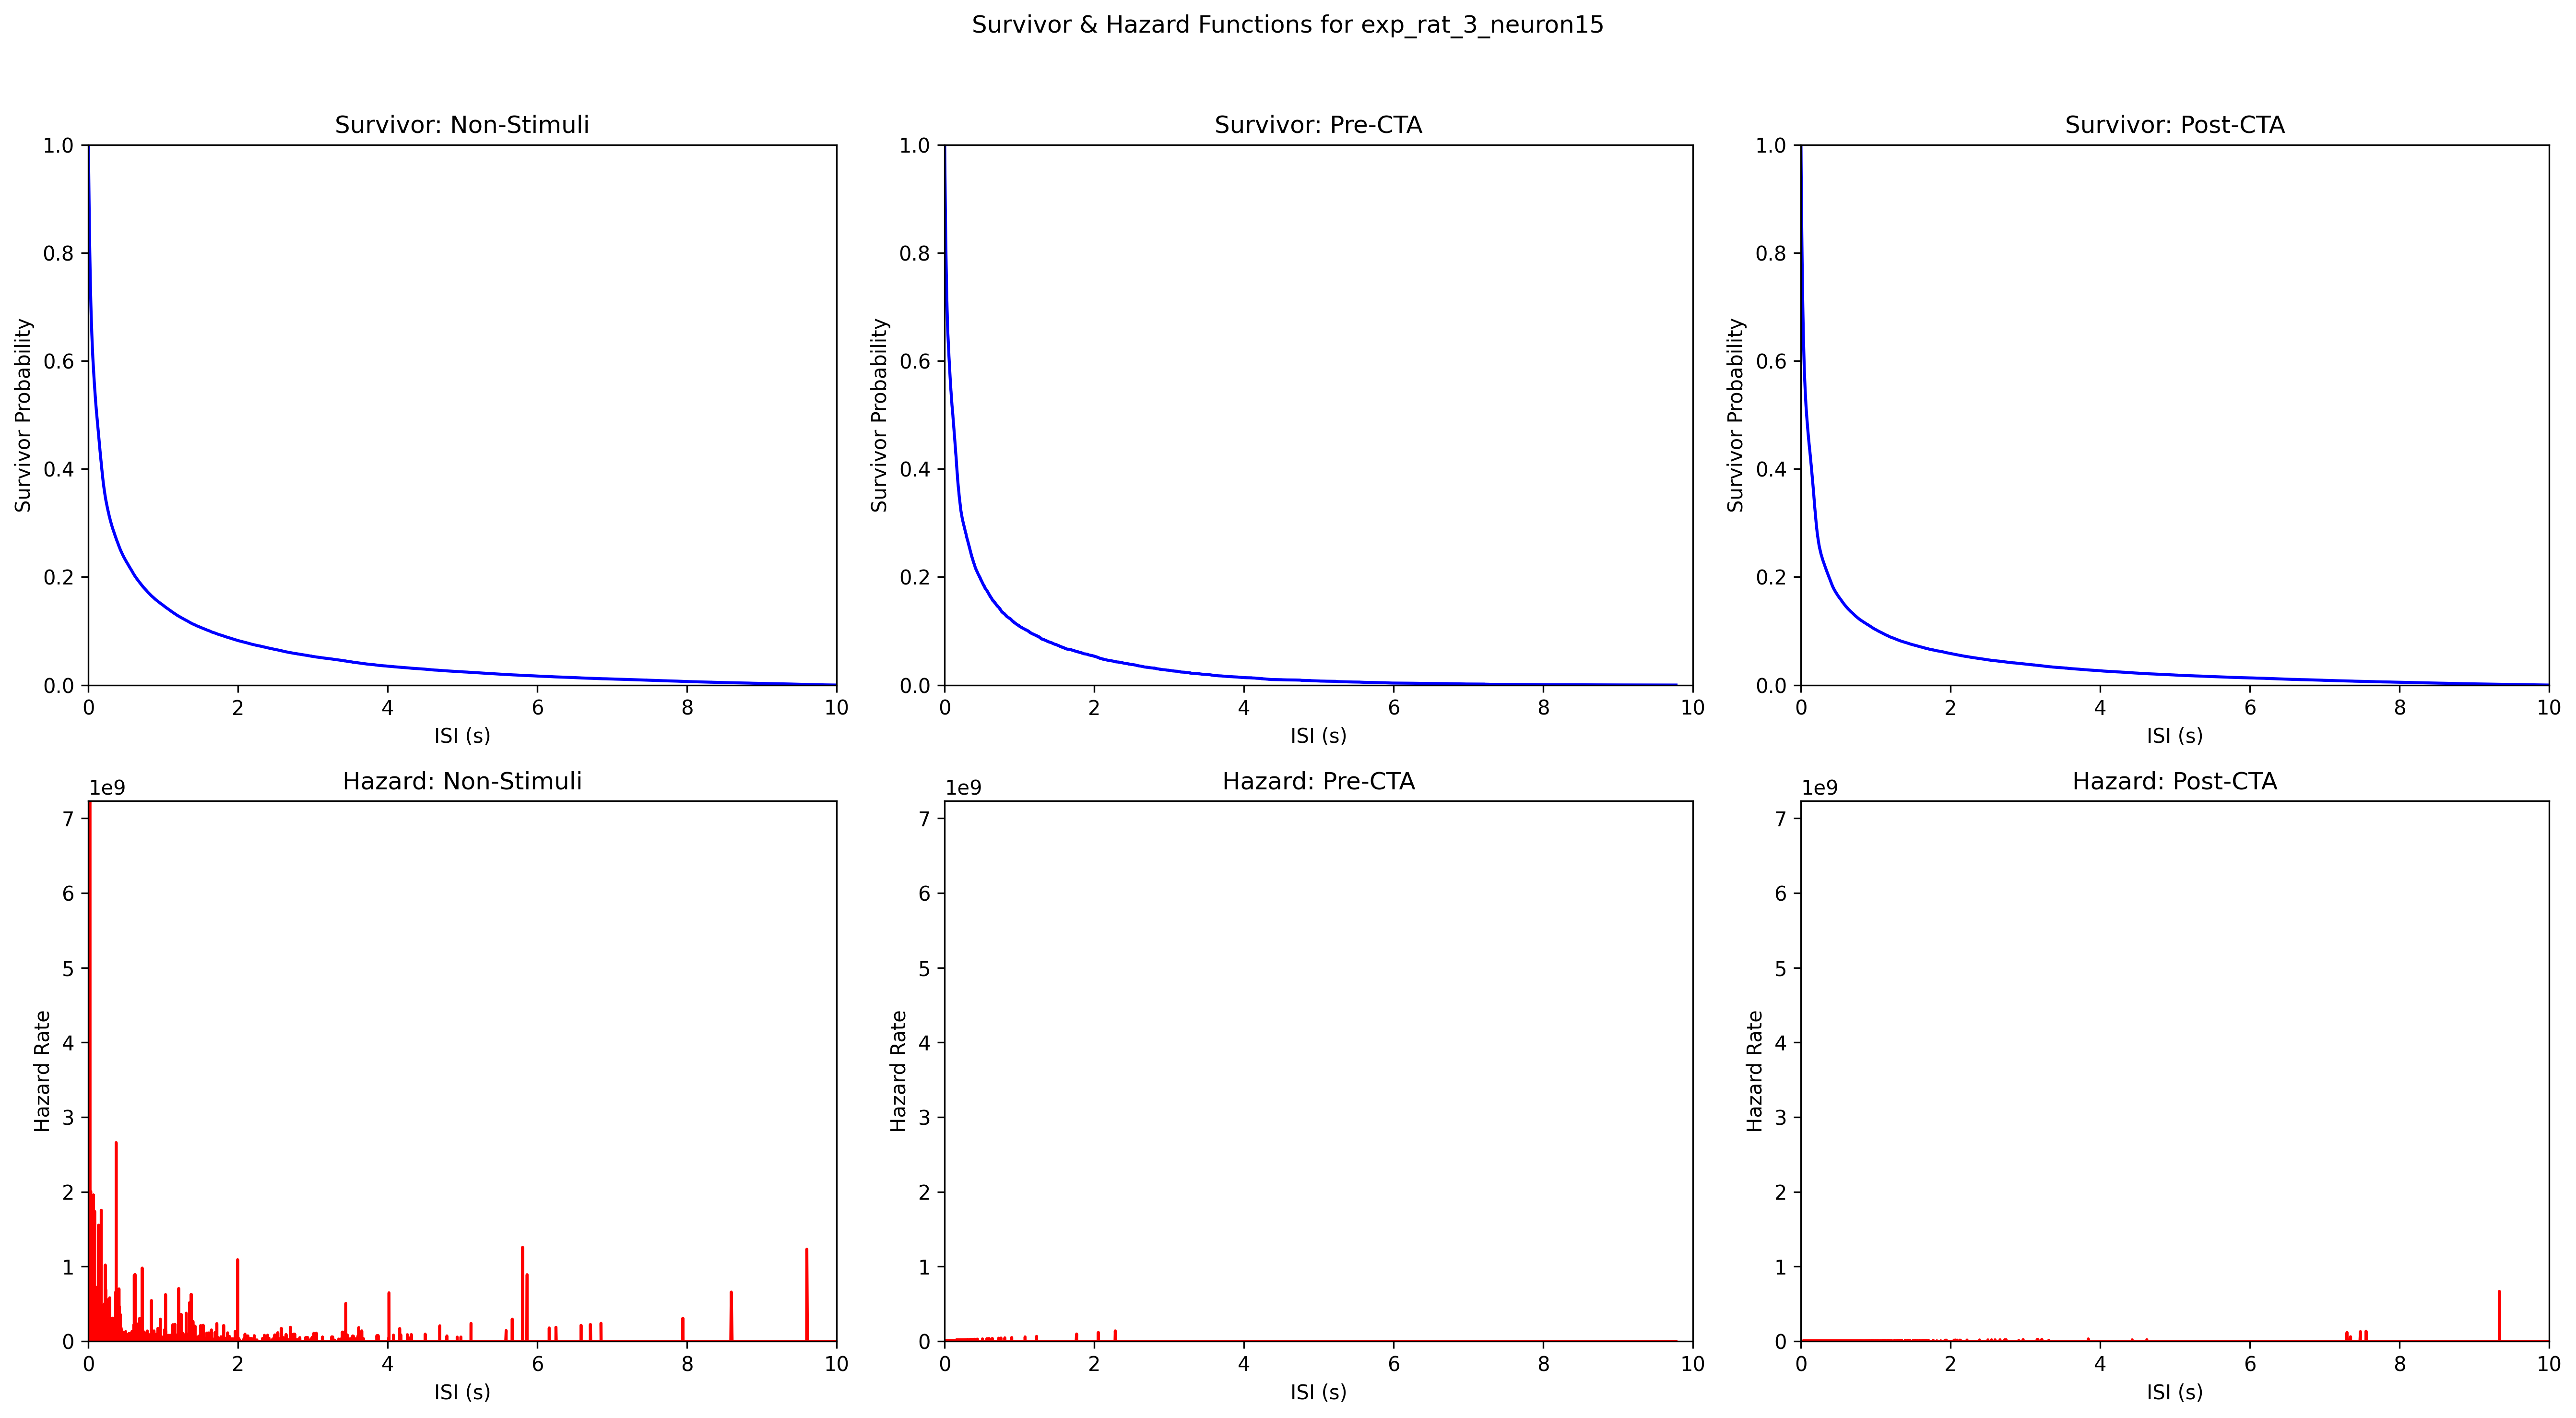 Survivor & Hazard Functions for exp_rat_3_neuron15
Survivor: Non-Stimuli
Survivor Probability
1.0
0.8
0.6
0.4
0.2
0.0
0 2 4 6 8 10
ISI (s)
Survivor: Pre-CTA
Survivor Probability
1.0
0.8
0.6
0.4
0.2
0.0
0 2 4 6 8 10
ISI (s)
Survivor: Post-CTA
Survivor Probability
1.0
0.8
0.6
0.4
0.2
0.0
0 2 4 6 8 10
ISI (s)
Hazard: Non-Stimuli
1e9
Hazard Rate
7
6
5
4
3
2
1
0
0 2 4 6 8 10
ISI (s)
Hazard: Pre-CTA
1e9
Hazard Rate
7
6
5
4
3
2
1
0
0 2 4 6 8 10
ISI (s)
Hazard: Post-CTA
1e9
Hazard Rate
7
6
5
4
3
2
1
0
0 2 4 6 8 10
ISI (s)